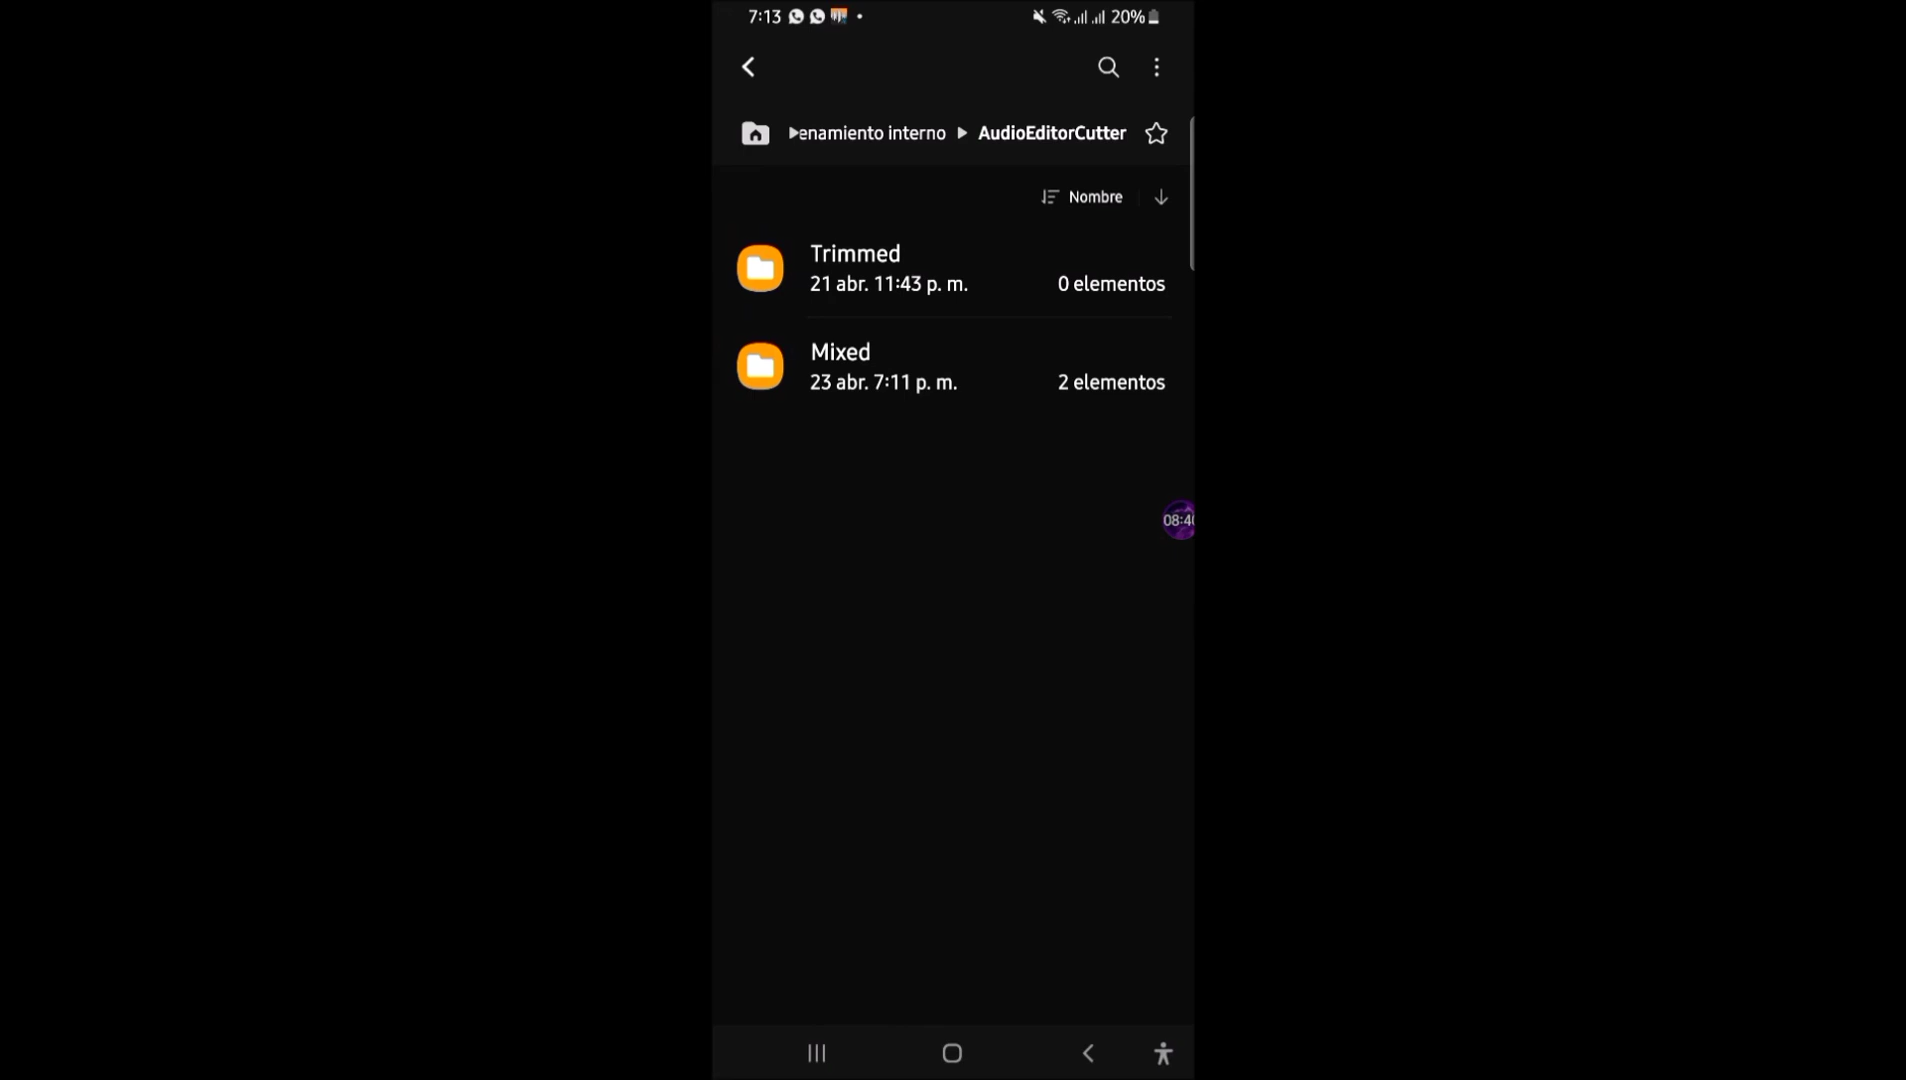 7:13 20%
enamiento interno AudioEditorCutter
Nombre
Trimmed
21 abr. 11:43 p. m. 0 elementos
Mixed
23 abr. 7:11 p. m. 2 elementos